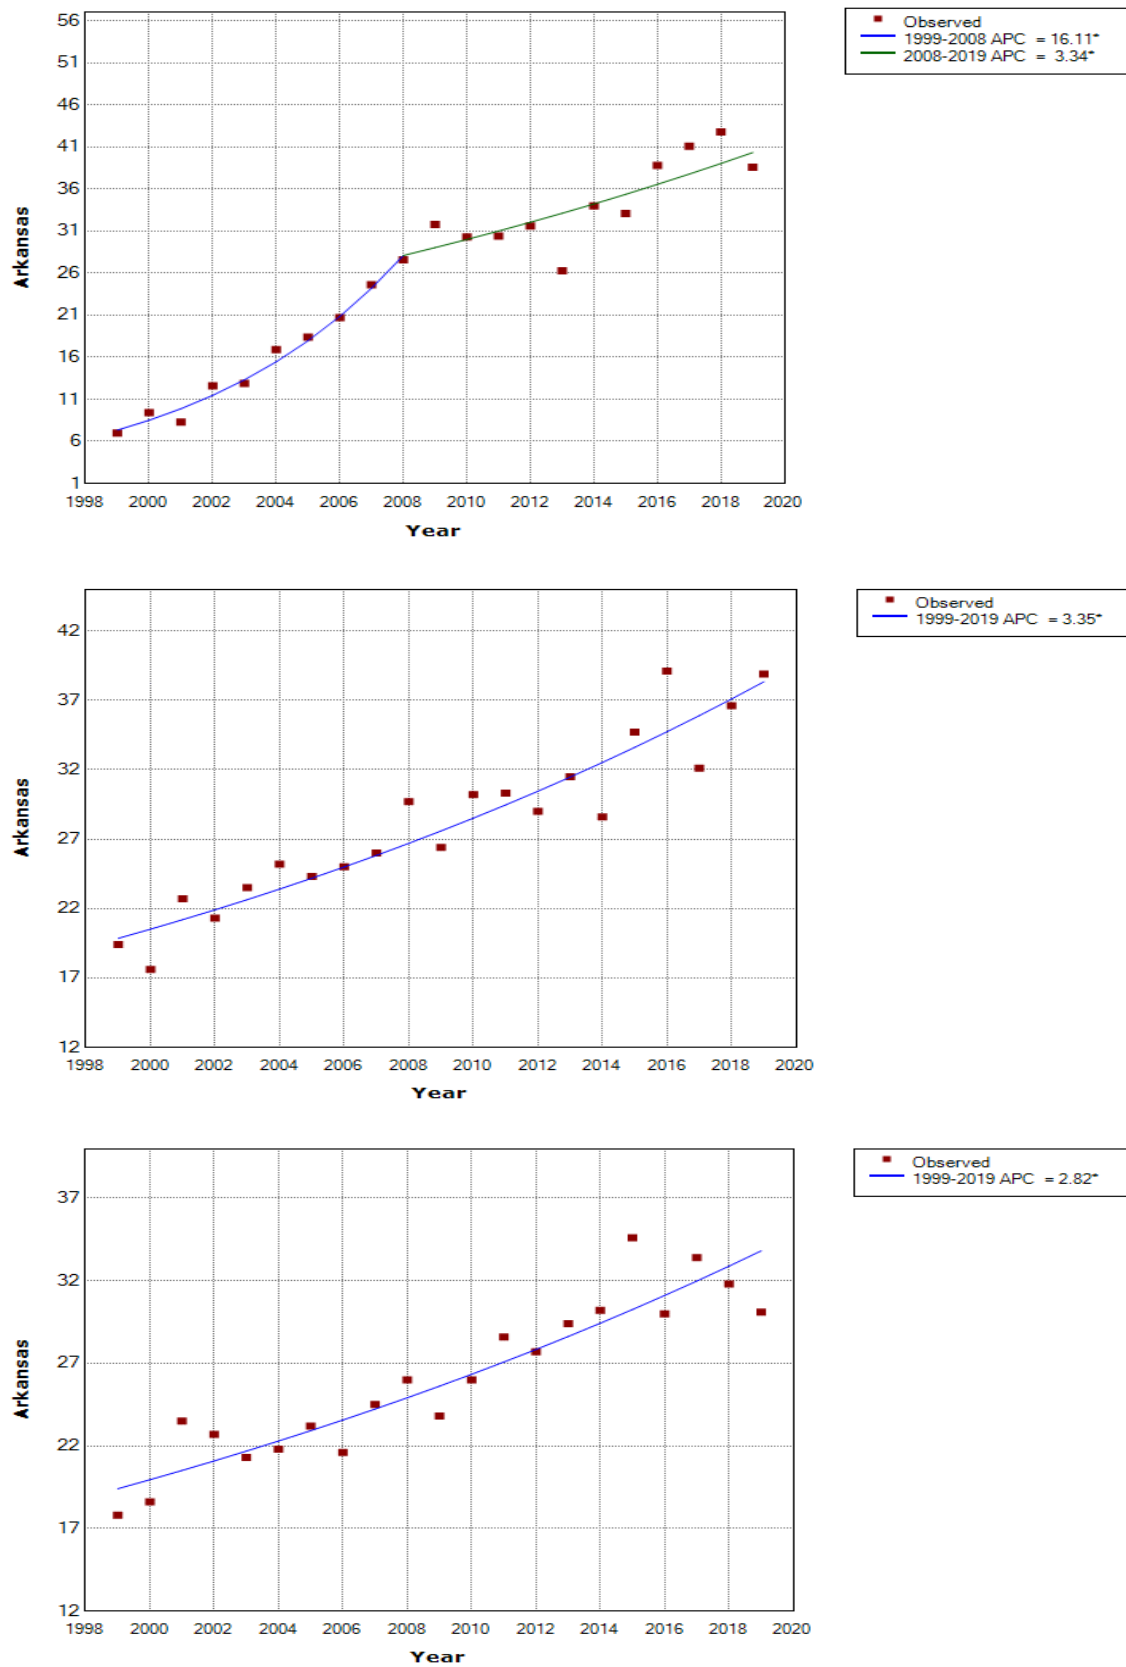 56
51
46
41
36
31
26
21
16
11
6
1
Arkansas
1998 2000 2002 2004 2006 2008 2010 2012 2014 2016 2018 2020
Year
Observed
1999-2008 APC = 16.11*
2008-2019 APC = 3.34*
42
37
32
27
22
17
12
Arkansas
1998 2000 2002 2004 2006 2008 2010 2012 2014 2016 2018 2020
Year
Observed
1999-2019 APC = 3.35*
37
32
27
22
17
12
Arkansas
1998 2000 2002 2004 2006 2008 2010 2012 2014 2016 2018 2020
Year
Observed
1999-2019 APC = 2.82*